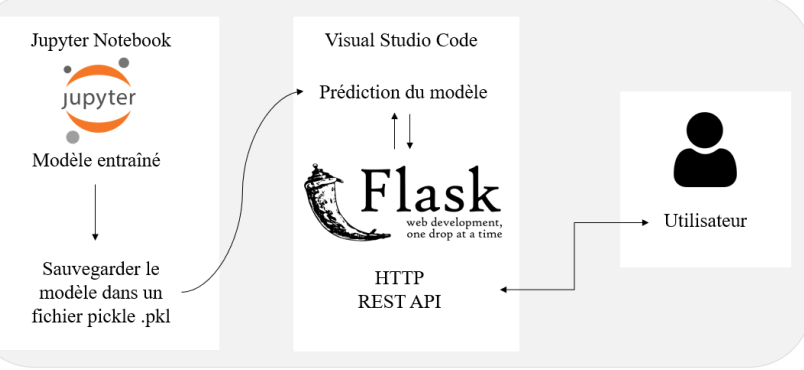 Jupyter Notebook
jupyter
Modèle entraîné
Sauvegarder le
modèle dans un
fichier pickle .pkl
Visual Studio Code
Prédiction du modèle
Flask
web development,
one drop at a time
HTTP
REST API
Utilisateur